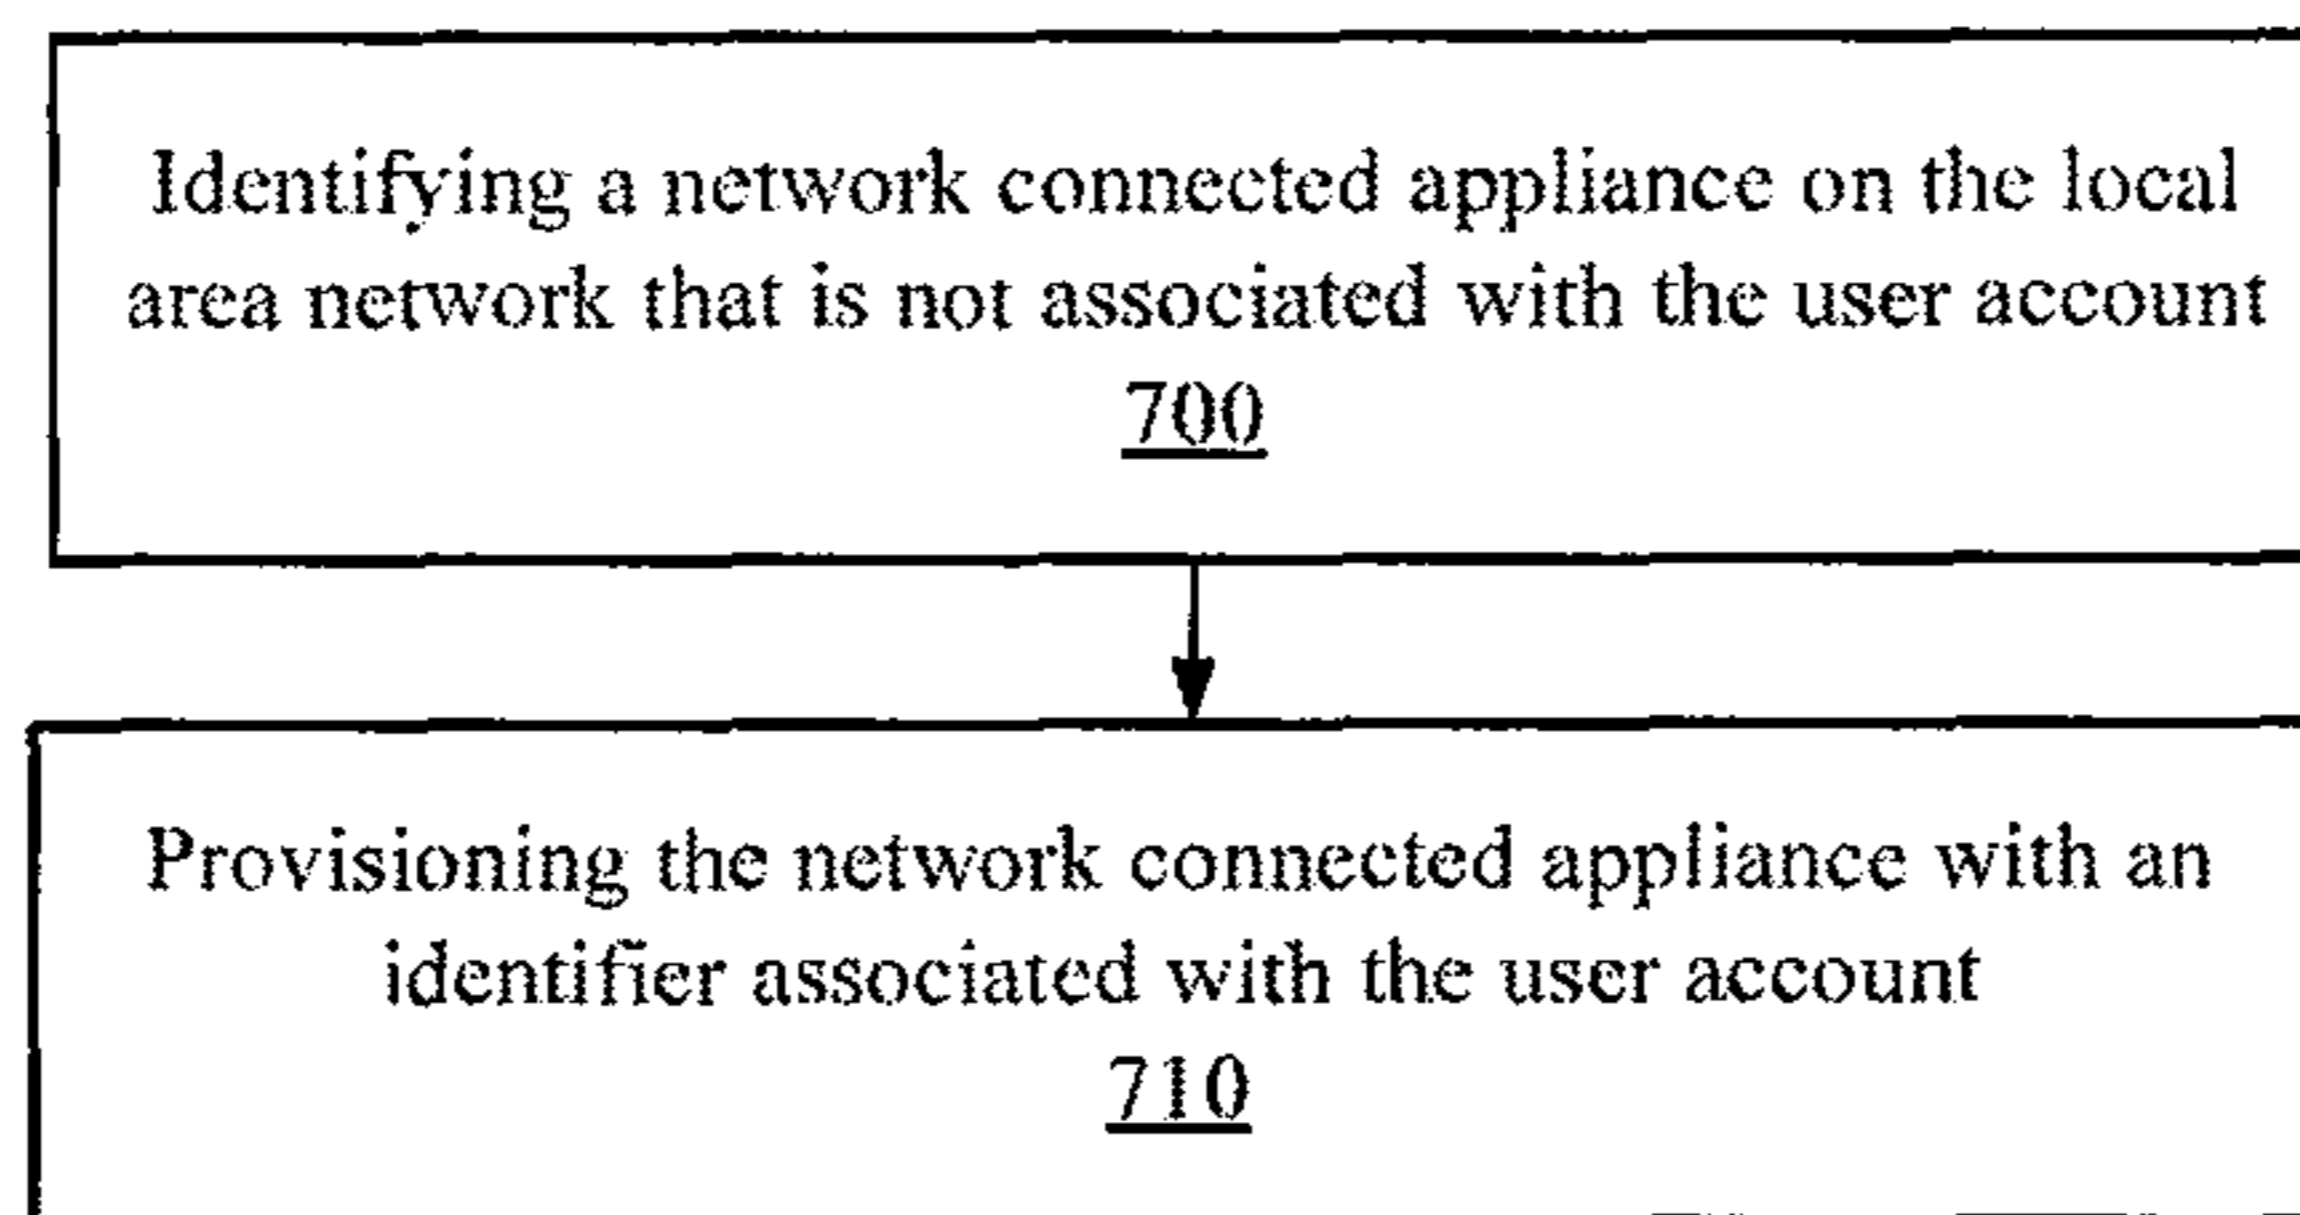 Identifying a network connected appliance on the local
area network that is not associated with the user account
700
Provisioning the network connected appliance with an
identifier associated with the user account
710